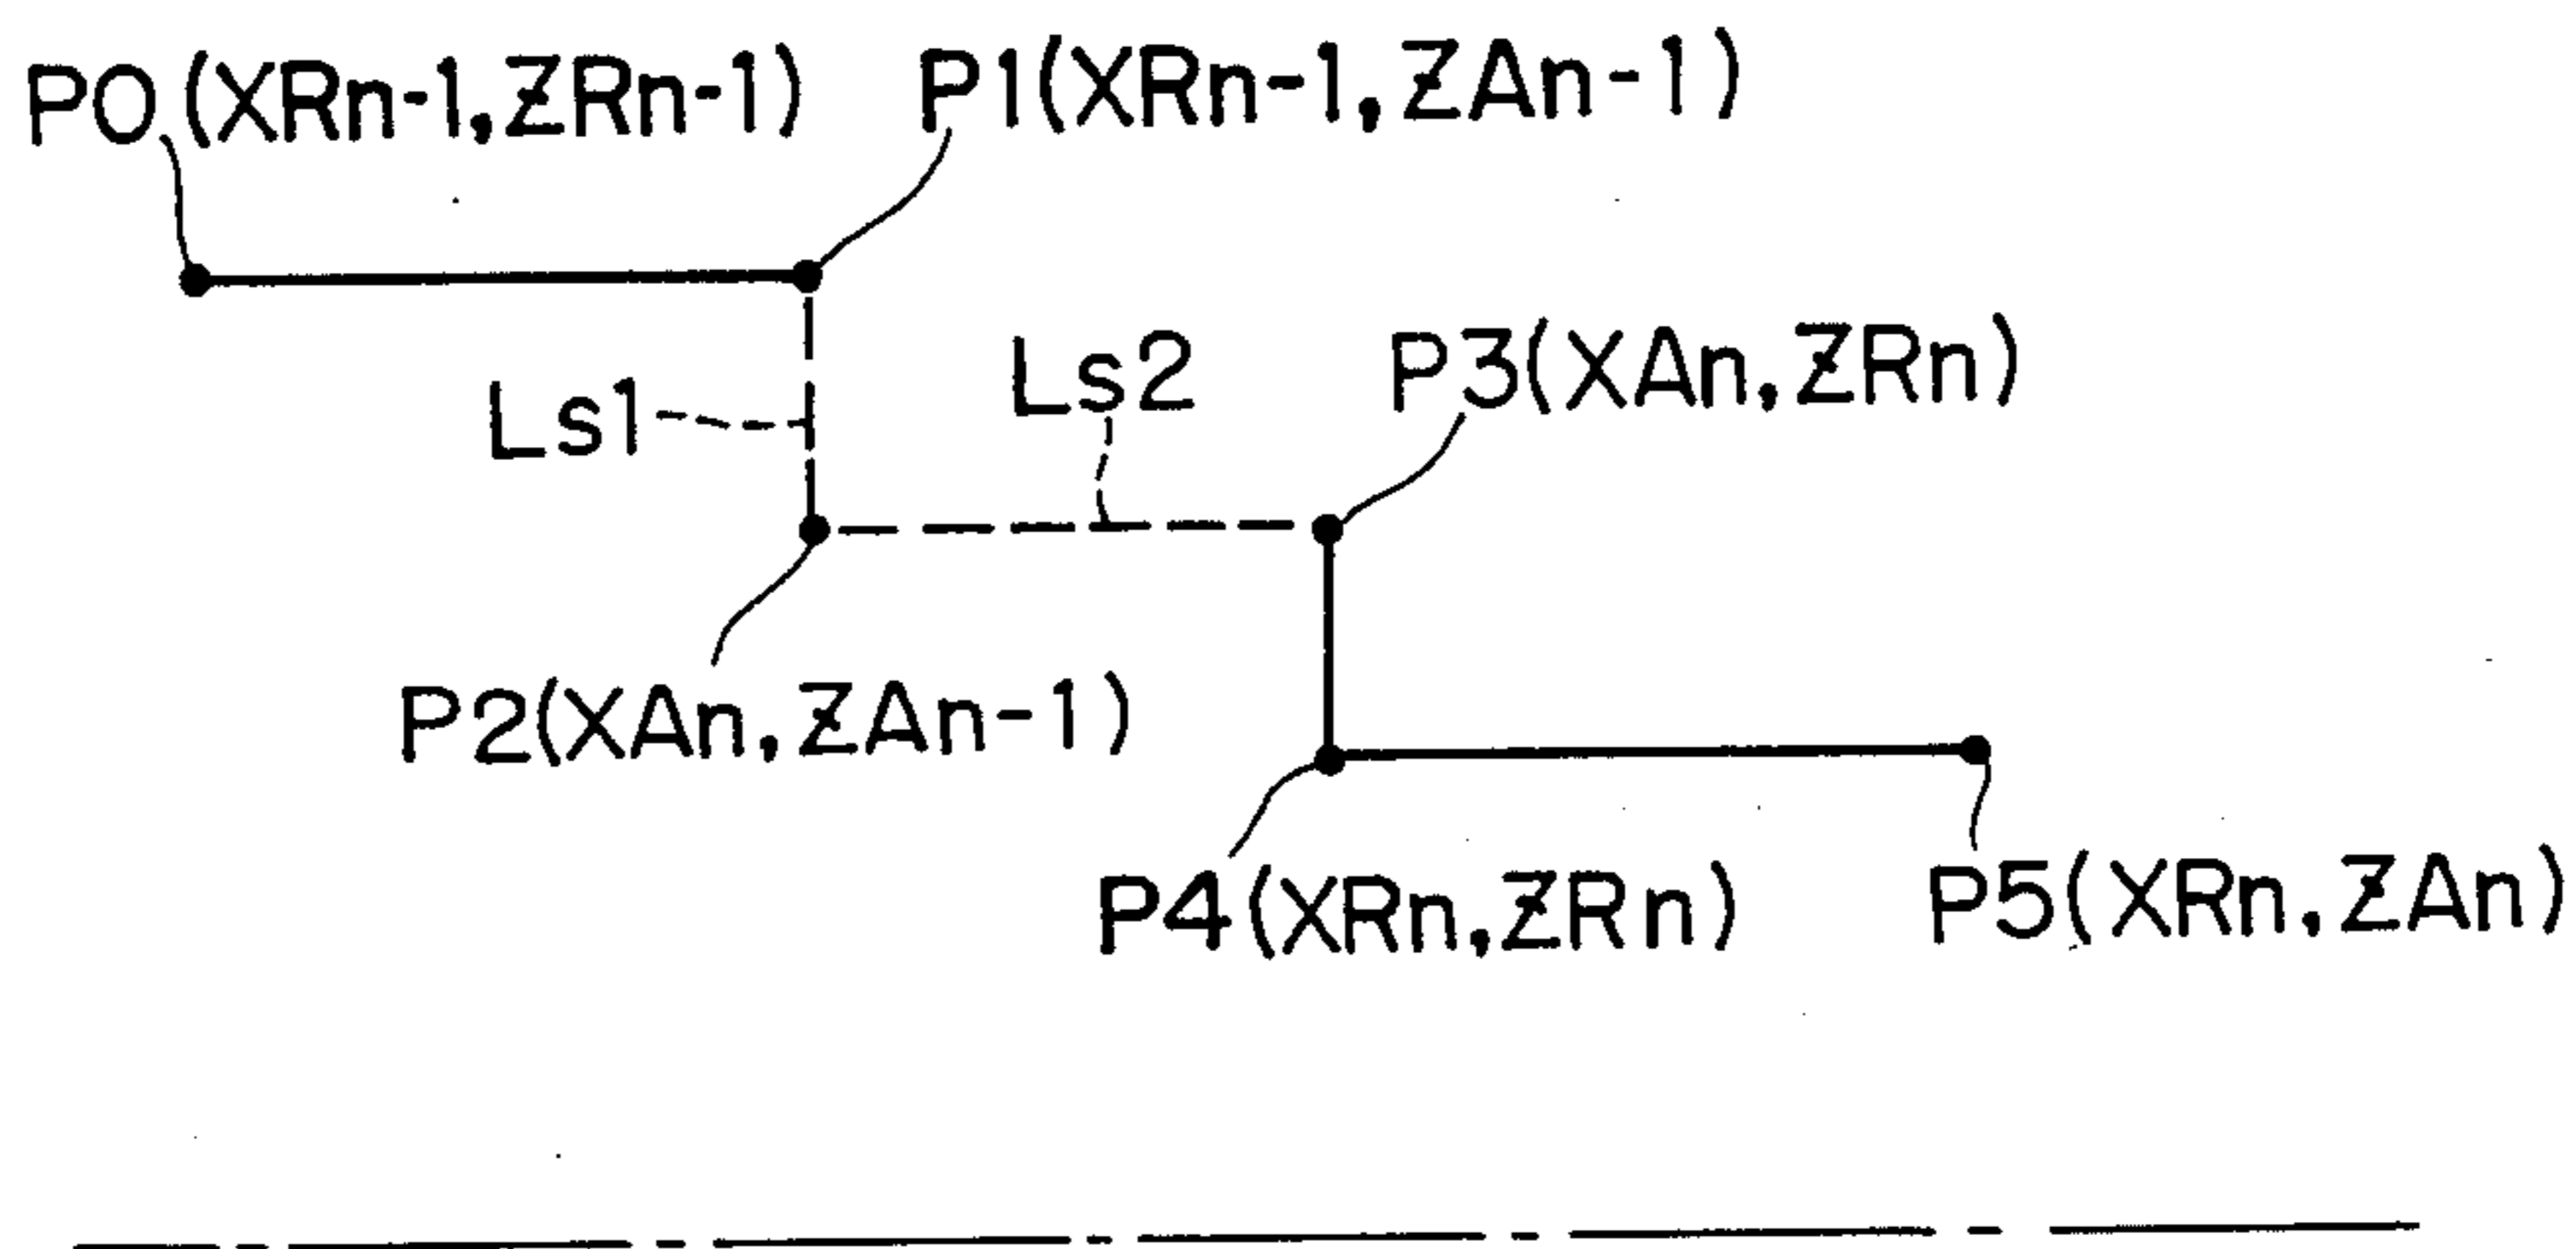 P0(XRn-1,ZRn-1)
P1(XRn-1,ZAn-1)
Ls1
Ls2
P3(XAn,ZRn)
P2(XAn,ZAn-1)
P4(XRn,ZRn)
P5(XRn,ZAn)